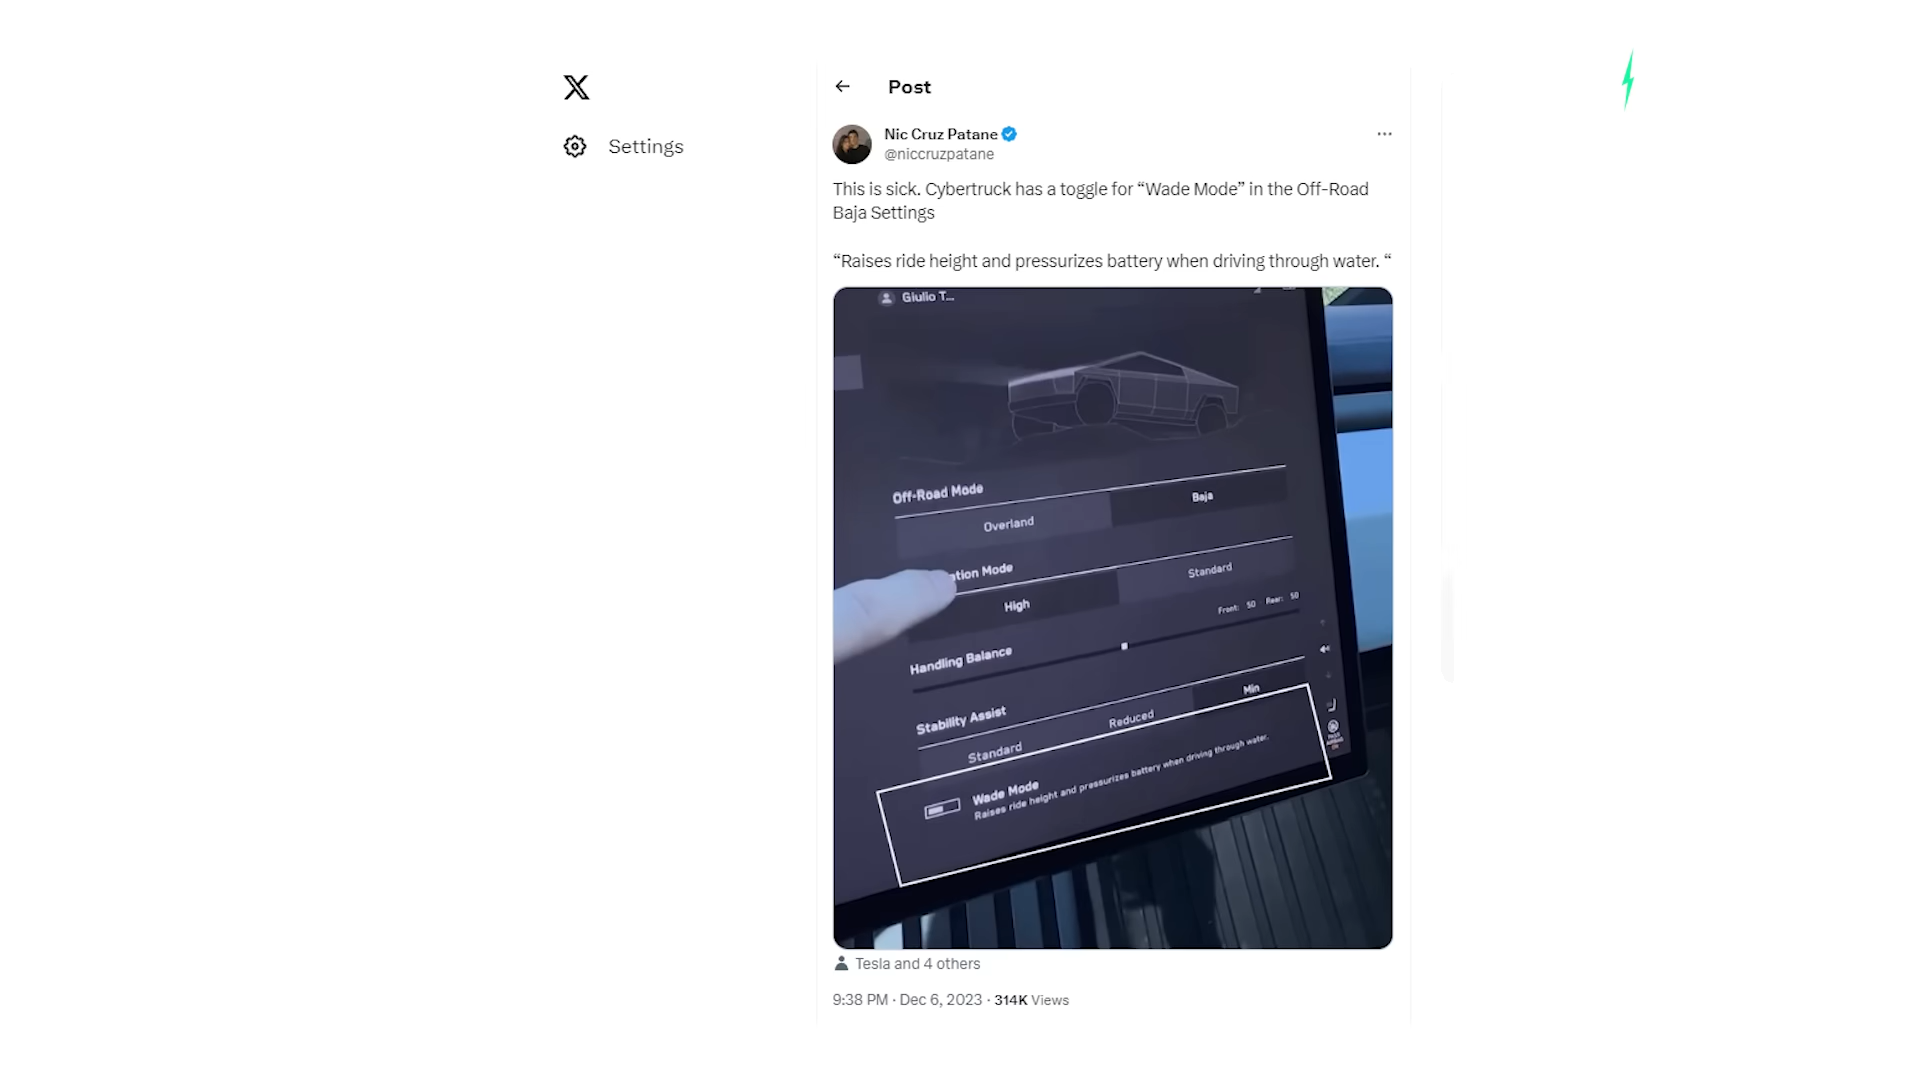 Post
Settings
Nic Cruz Patane
@niccruzpatane
This is sick. Cybertruck has a toggle for “Wade Mode” in the Off-Road
Baja Settings
“Raises ride height and pressurizes battery when driving through water. “
Giulio T...
Off-Road Mode
Overland
Baja
ation Mode
High
Standard
Front: 50 Rear: 50
Handling Balance
Stability Assist
Standard
Reduced
Min
Wade Mode
Raises ride height and pressurizes battery when driving through water.
Tesla and 4 others
9:38 PM · Dec 6, 2023 · 314K Views